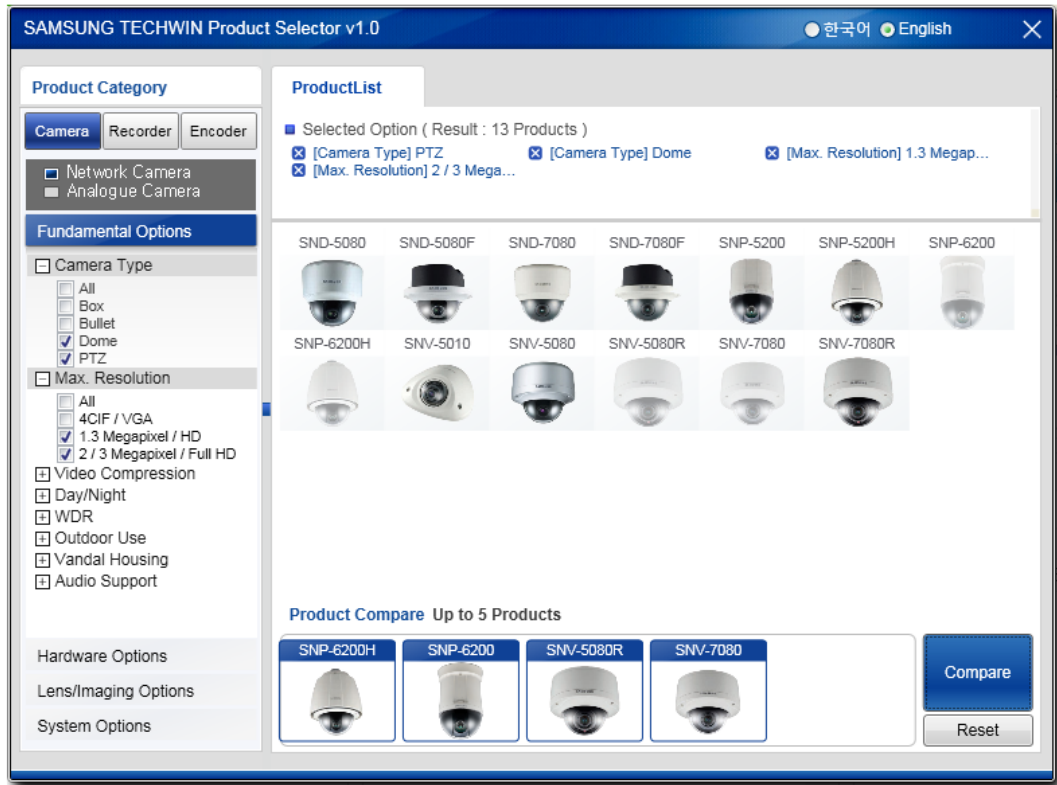 SAMSUNG TECHWIN Product Selector v1.0
한국어 English
Product Category
Camera Recorder Encoder
Network Camera
Analogue Camera
Fundamental Options
Camera Type
All
Box
Bullet
Dome
PTZ
Max. Resolution
All
4CIF / VGA
1.3 Megapixel / HD
2 / 3 Megapixel / Full HD
Video Compression
Day/Night
WDR
Outdoor Use
Vandal Housing
Audio Support
Hardware Options
Lens/Imaging Options
System Options
ProductList
Selected Option ( Result : 13 Products )
[Camera Type] PTZ [Camera Type] Dome [Max. Resolution] 1.3 Megap...
[Max. Resolution] 2 / 3 Mega...
SND-5080 SND-5080F SND-7080 SND-7080F SNP-5200 SNP-5200H SNP-6200
SNP-6200H SNV-5010 SNV-5080 SNV-5080R SNV-7080 SNV-7080R
Product Compare Up to 5 Products
SNP-6200H SNP-6200 SNV-5080R SNV-7080
Compare
Reset